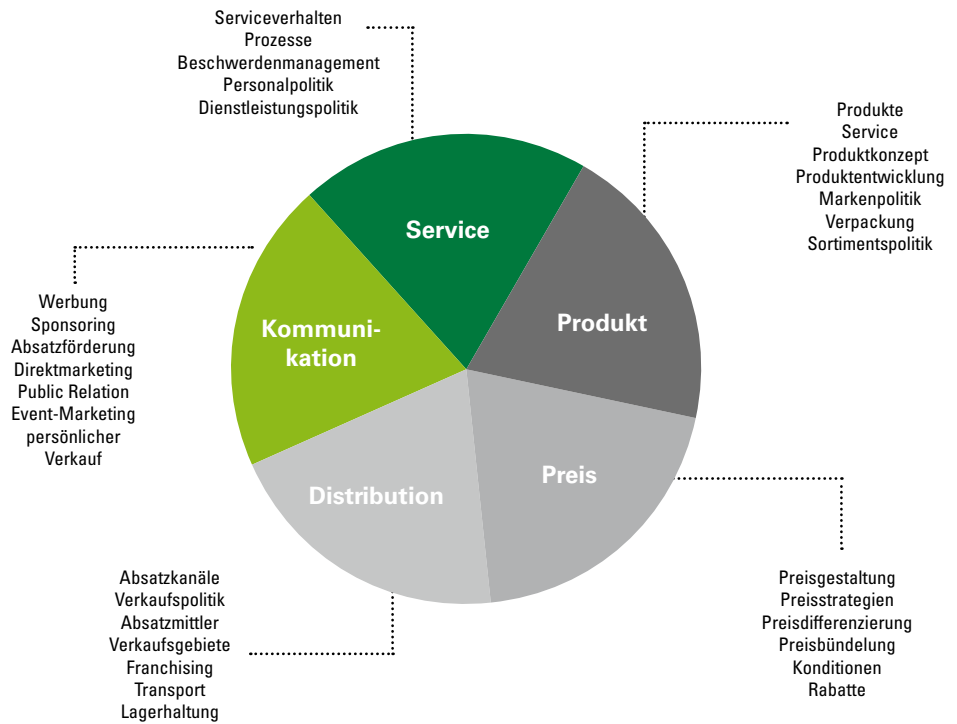 Serviceverhalten
Prozesse
Beschwerdenmanagement
Personalpolitik
Dienstleistungspolitik
Produkte
Service
Produktkonzept
Produktentwicklung
Markenpolitik
Verpackung
Sortimentspolitik
Service
Produkt
Kommuni-
kation
Preis
Distribution
Werbung
Sponsoring
Absatzförderung
Direktmarketing
Public Relation
Event-Marketing
persönlicher
Verkauf
Absatzkanäle
Verkaufspolitik
Absatzmittler
Verkaufsgebiete
Franchising
Transport
Lagerhaltung
Preisgestaltung
Preisstrategien
Preisdifferenzierung
Preisbündelung
Konditionen
Rabatte